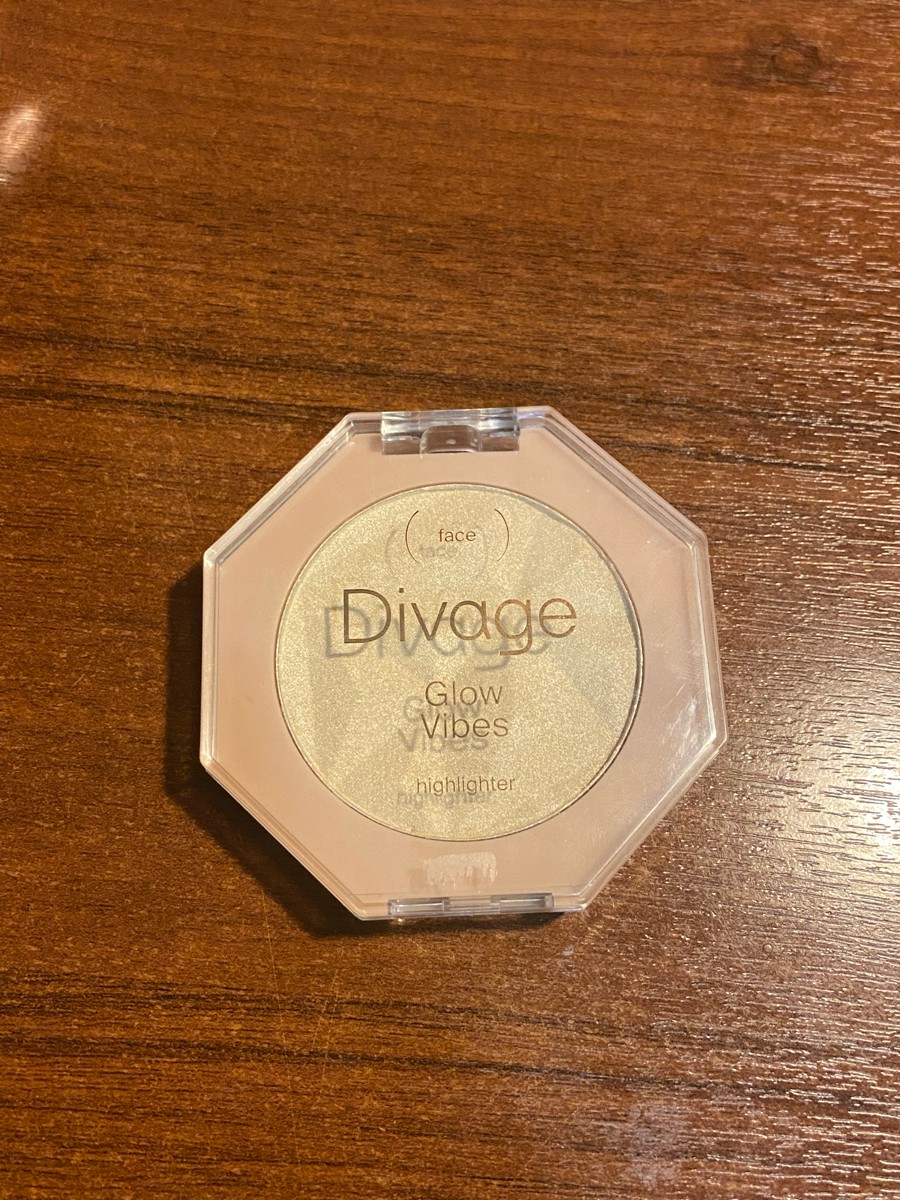 (face)
Divage
Glow
Vibes
highlighter